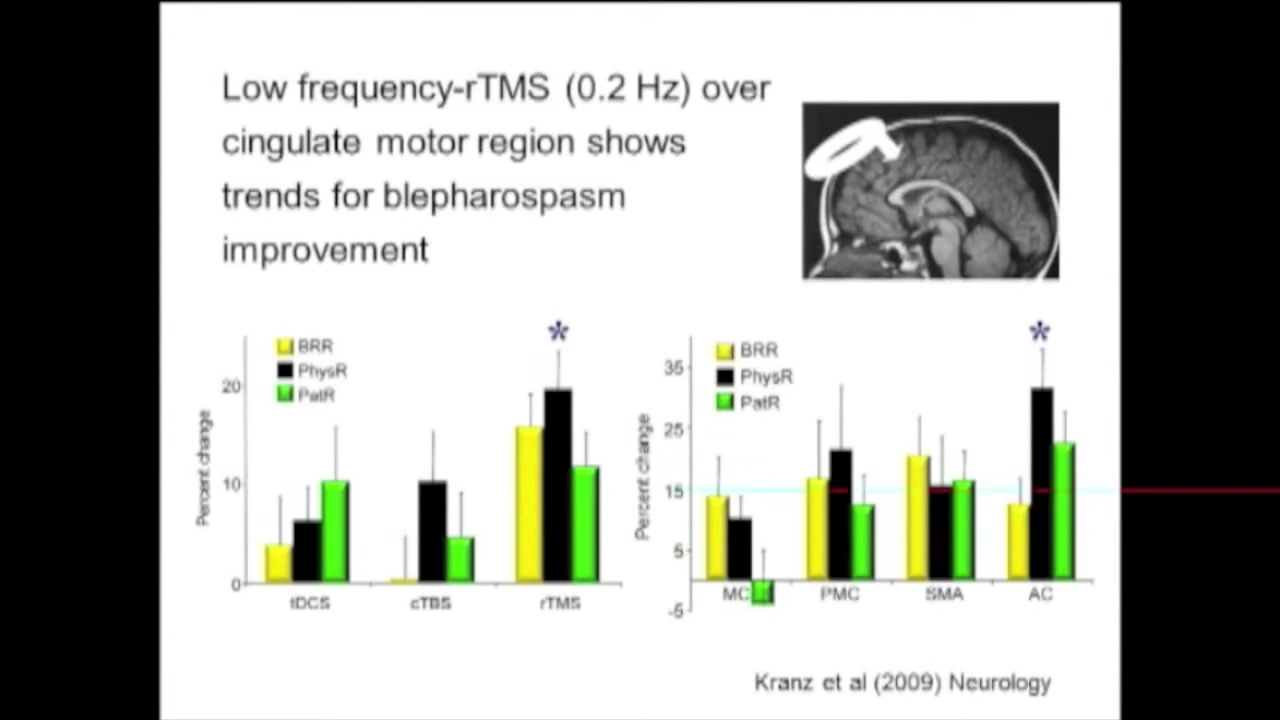 Low frequency-rTMS (0.2 Hz) over
cingulate motor region shows
trends for blepharospasm
improvement
*
BRR
PhysR
PatR
20
10
0
Percent change
tDCS
cTBS
rTMS
*
BRR
PhysR
PatR
35
25
15
5
-5
Percent change
MC
PMC
SMA
AC
Kranz et al (2009) Neurology